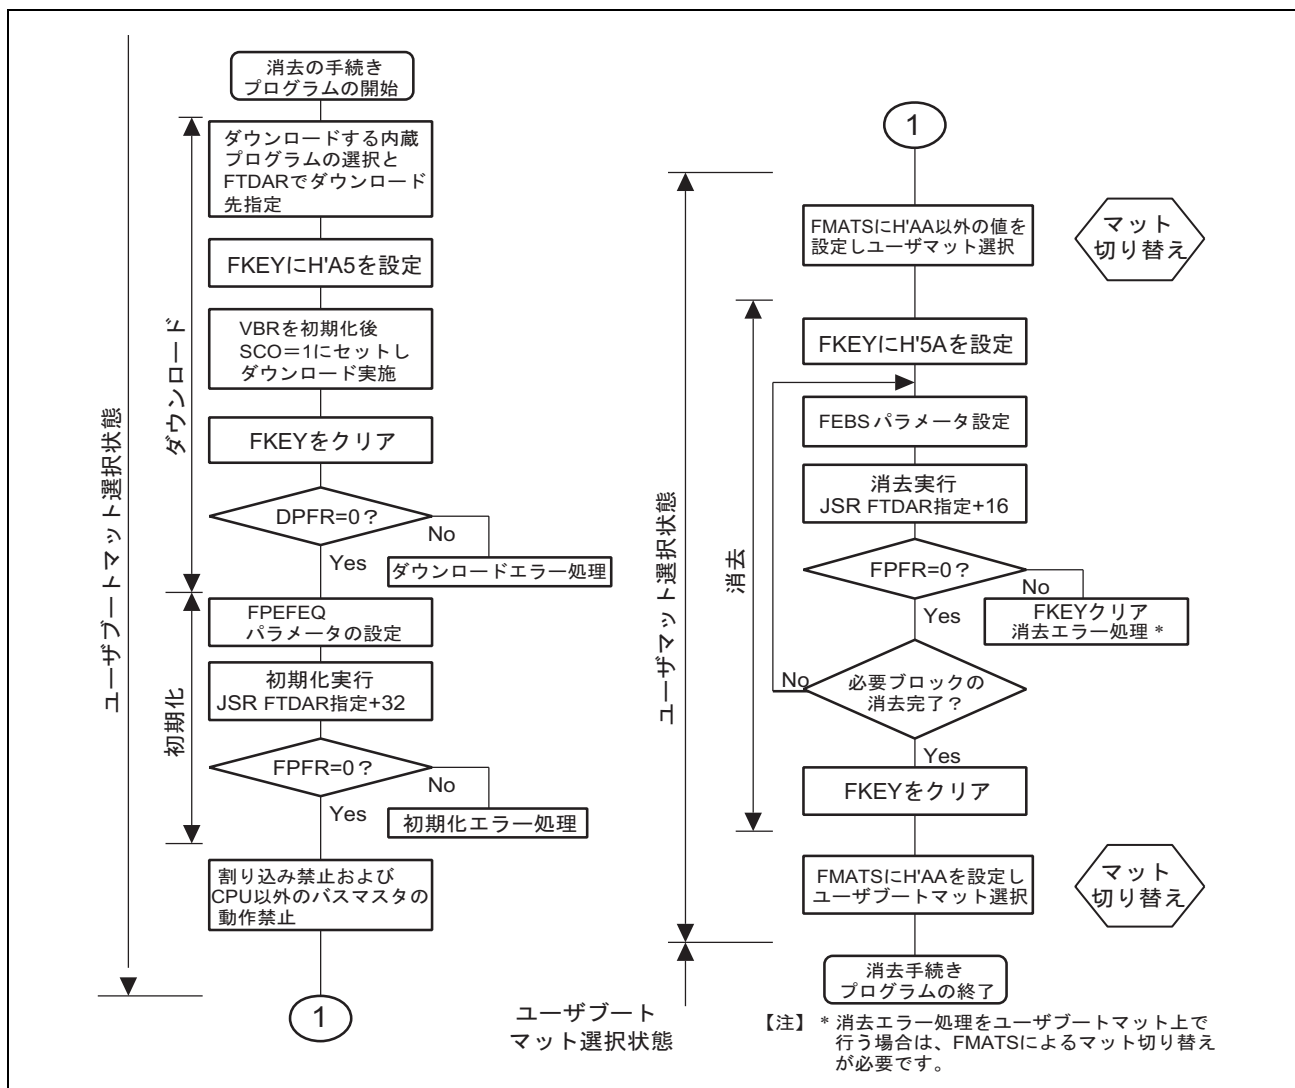 消去の手続き
プログラムの開始
ダウンロードする内蔵
プログラムの選択と
FTDARでダウンロード
先指定
FKEYにH'A5を設定
VBRを初期化後
SCO＝1にセットし
ダウンロード実施
FKEYをクリア
DPFR=0？
No
Yes
ダウンロードエラー処理
FPEFEQ
パラメータの設定
初期化実行
JSR FTDAR指定+32
FPFR=0？
No
Yes
初期化エラー処理
割り込み禁止および
CPU以外のバスマスタの
動作禁止
1
ダウンロード
初期化
ユーザブートマット選択状態
1
FMATSにH'AA以外の値を
設定しユーザマット選択
マット
切り替え
FKEYにH'5Aを設定
FEBSパラメータ設定
消去実行
JSR FTDAR指定+16
FPFR=0？
No
Yes
FKEYクリア
消去エラー処理 *
必要ブロックの
消去完了？
No
Yes
FKEYをクリア
FMATSにH'AAを設定し
ユーザブートマット選択
マット
切り替え
消去手続き
プログラムの終了
消去
ユーザマット選択状態
ユーザブート
マット選択状態
【注】 * 消去エラー処理をユーザブートマット上で
行う場合は、FMATSによるマット切り替え
が必要です。